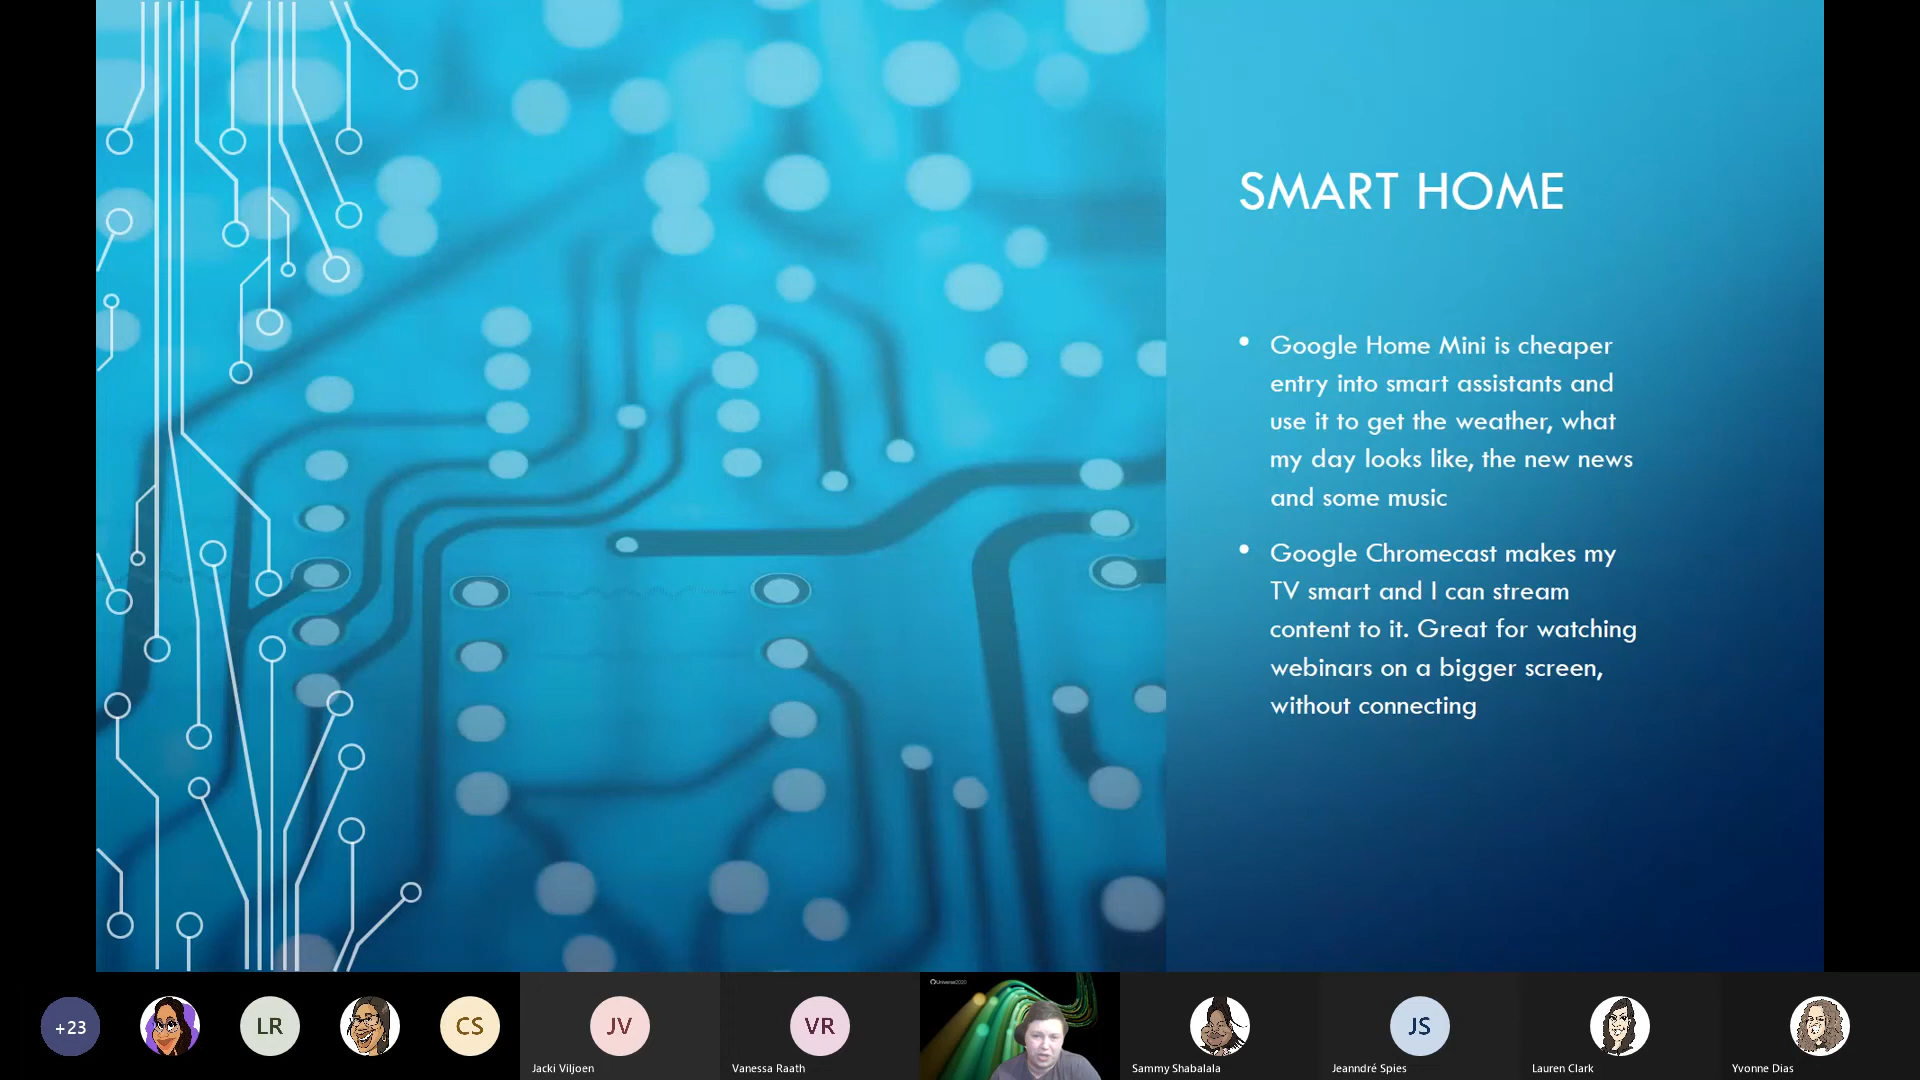 SMART HOME
• Google Home Mini is cheaper
entry into smart assistants and
use it to get the weather, what
my day looks like, the new news
and some music
• Google Chromecast makes my
TV smart and I can stream
content to it. Great for watching
webinars on a bigger screen,
without connecting
+23
LR
CS
JV
Jacki Viljoen
VR
Vanessa Raath
Universe2020
Sammy Shabalala
JS
Jeanndré Spies
Lauren Clark
Yvonne Dias